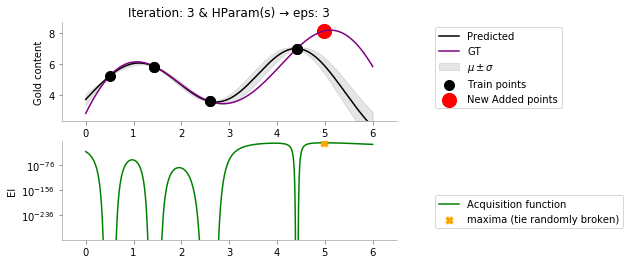 Iteration: 3 & HParam(s) → eps: 3
Gold content
8
6
4
0 1 2 3 4 5 6
Predicted
GT
μ ± σ
Train points
New Added points
EI
10⁻⁷⁶
10⁻¹⁵⁶
10⁻²³⁶
0 1 2 3 4 5 6
Acquisition function
maxima (tie randomly broken)